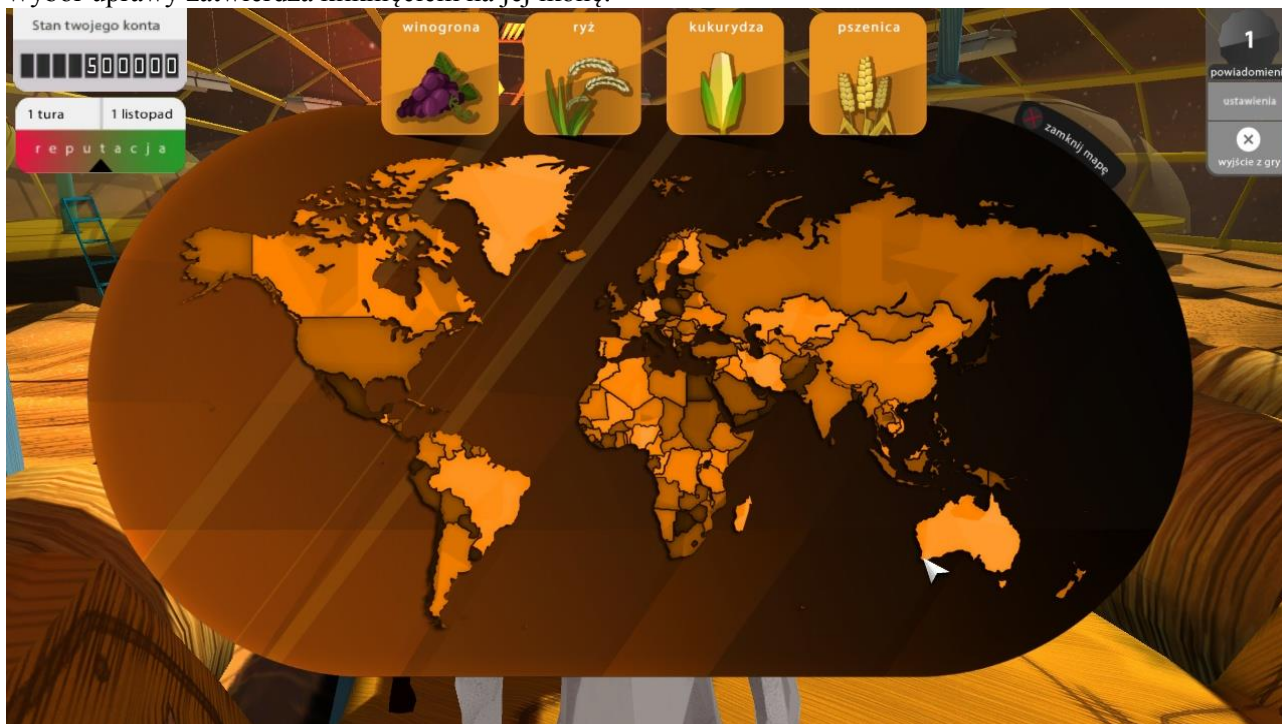 wybór uprawy zatwierdza kliknięciem na jej ikonę.
Stan twojego konta
500000
1 tura 1 listopad
reputacja
winogrona
ryż
kukurydza
pszenica
zamknij mapę
1
powiadomieni
ustawienia
wyjście z gry